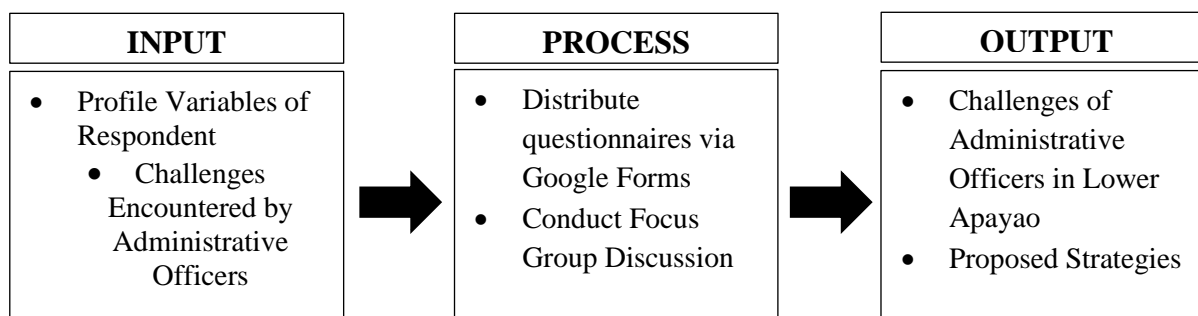 INPUT
• Profile Variables of
Respondent
• Challenges
Encountered by
Administrative
Officers
PROCESS
• Distribute
questionnaires via
Google Forms
• Conduct Focus
Group Discussion
OUTPUT
• Challenges of
Administrative
Officers in Lower
Apayao
• Proposed Strategies